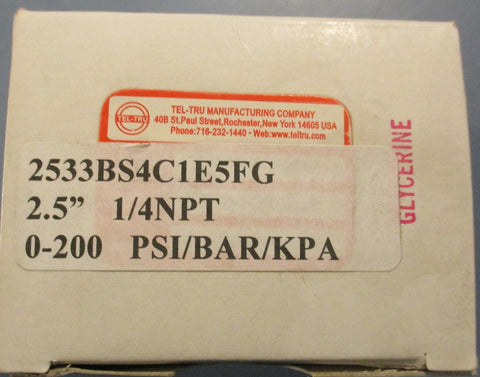 TEL-TRU
TEL-TRU MANUFACTURING COMPANY
40B St.Paul Street,Rochester,New York 14605 USA
Phone:716-232-1440 • Web:www.teltru.com
2533BS4C1E5FG
2.5” 1/4NPT
0-200 PSI/BAR/KPA
GLYCERINE